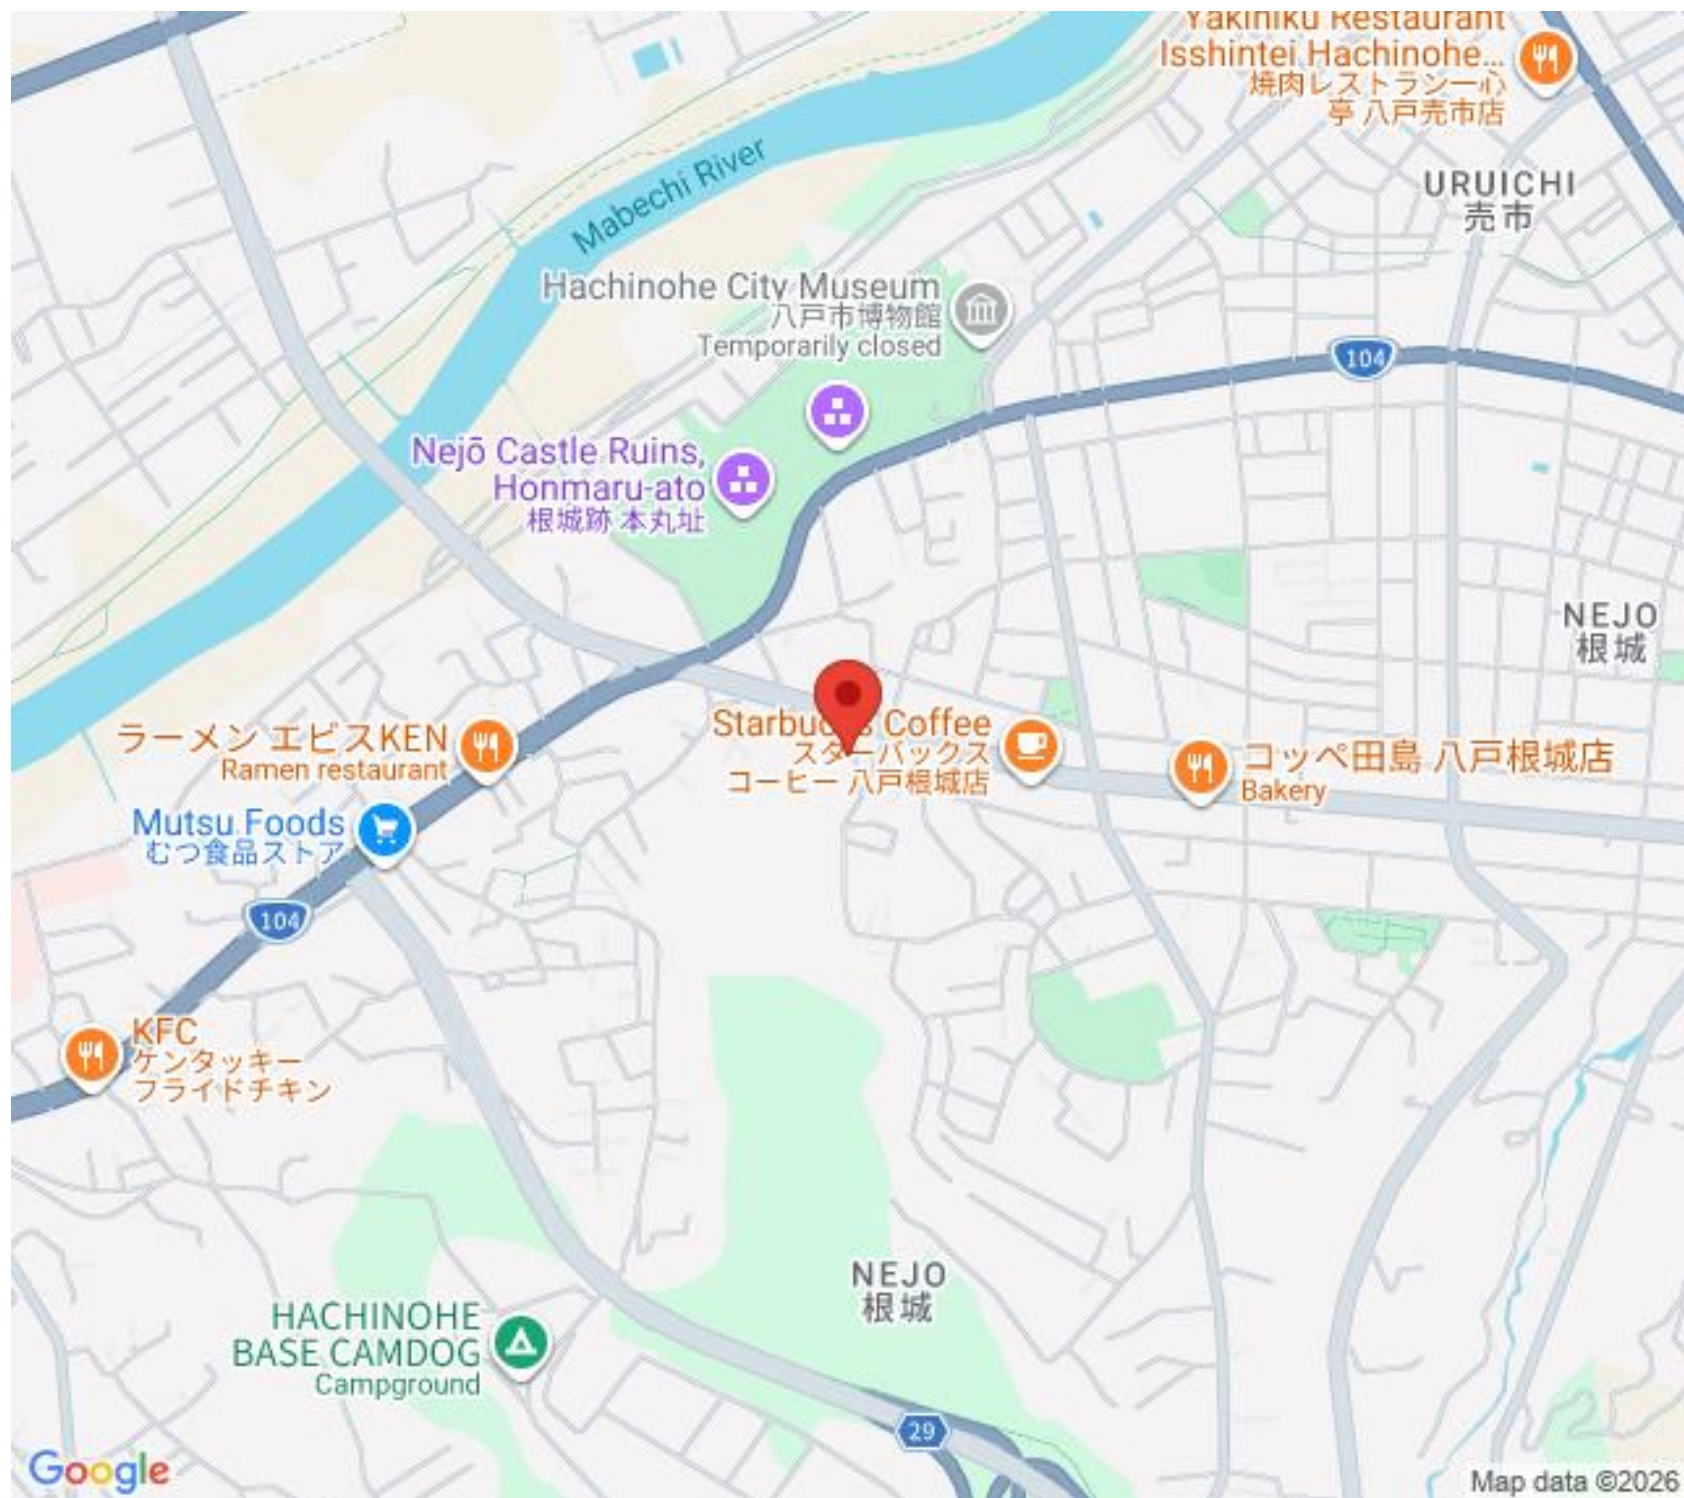 Yakiniku Restaurant
Isshintei Hachinohe...
焼肉レストラン一心
亭 八戸売市店
Mabechi River
URUICHI
売市
Hachinohe City Museum
八戸市博物館
Temporarily closed
104
Nejō Castle Ruins,
Honmaru-ato
根城跡 本丸址
NEJO
根城
ラーメン エビスKEN
Ramen restaurant
Starbucks Coffee
スターバックス
コーヒー 八戸根城店
コッペ田島 八戸根城店
Bakery
Mutsu Foods
むつ食品ストア
104
KFC
ケンタッキー
フライドチキン
NEJO
根城
HACHINOHE
BASE CAMDOG
Campground
29
Google
Map data ©2026